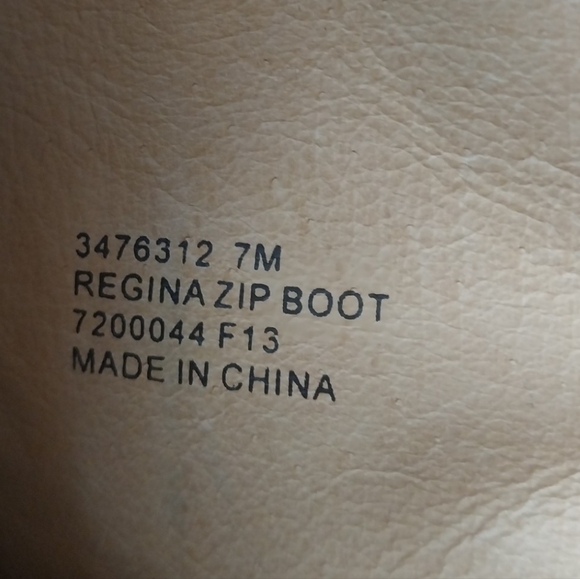 3476312 7M
REGINA ZIP BOOT
7200044 F13
MADE IN CHINA